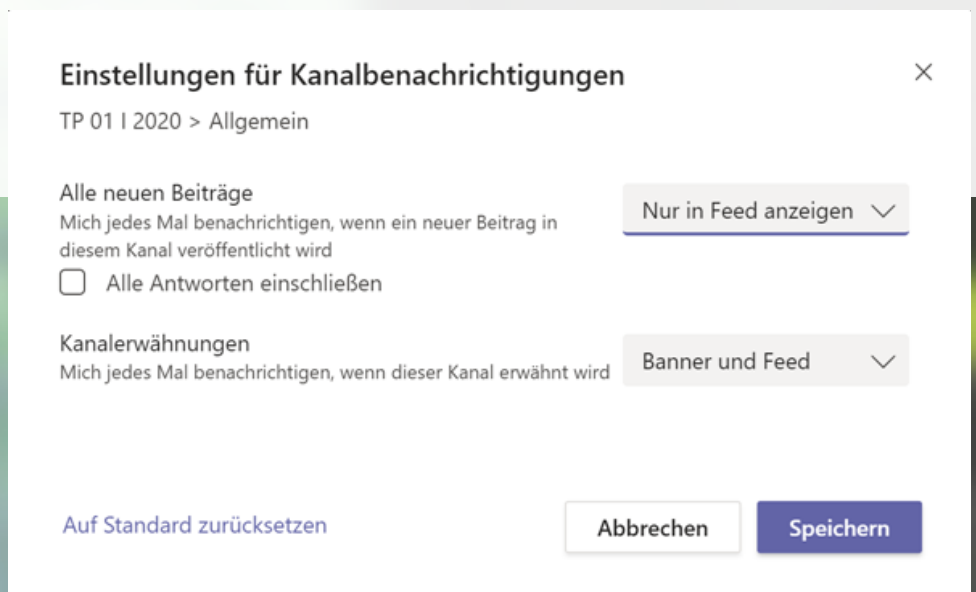 Einstellungen für Kanalbenachrichtigungen
TP 01 I 2020 > Allgemein
Alle neuen Beiträge
Mich jedes Mal benachrichtigen, wenn ein neuer Beitrag in
diesem Kanal veröffentlicht wird
Nur in Feed anzeigen
Alle Antworten einschließen
Kanalerwähnungen
Mich jedes Mal benachrichtigen, wenn dieser Kanal erwähnt wird
Banner und Feed
Auf Standard zurücksetzen
Abbrechen
Speichern